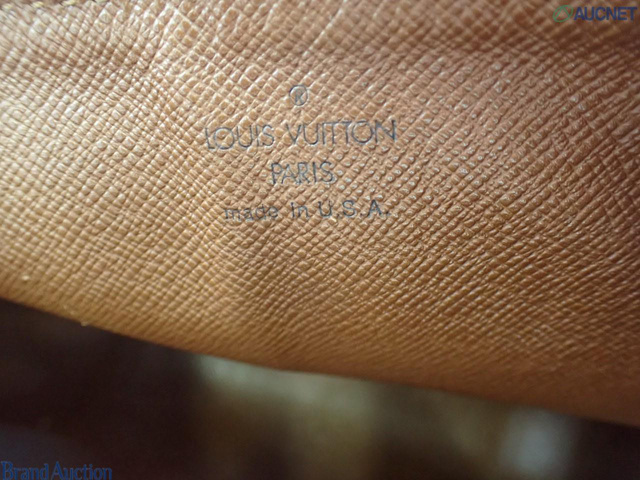 AUCNET
LOUIS VUITTON
PARIS
made in U.S.A.
Brand Auction